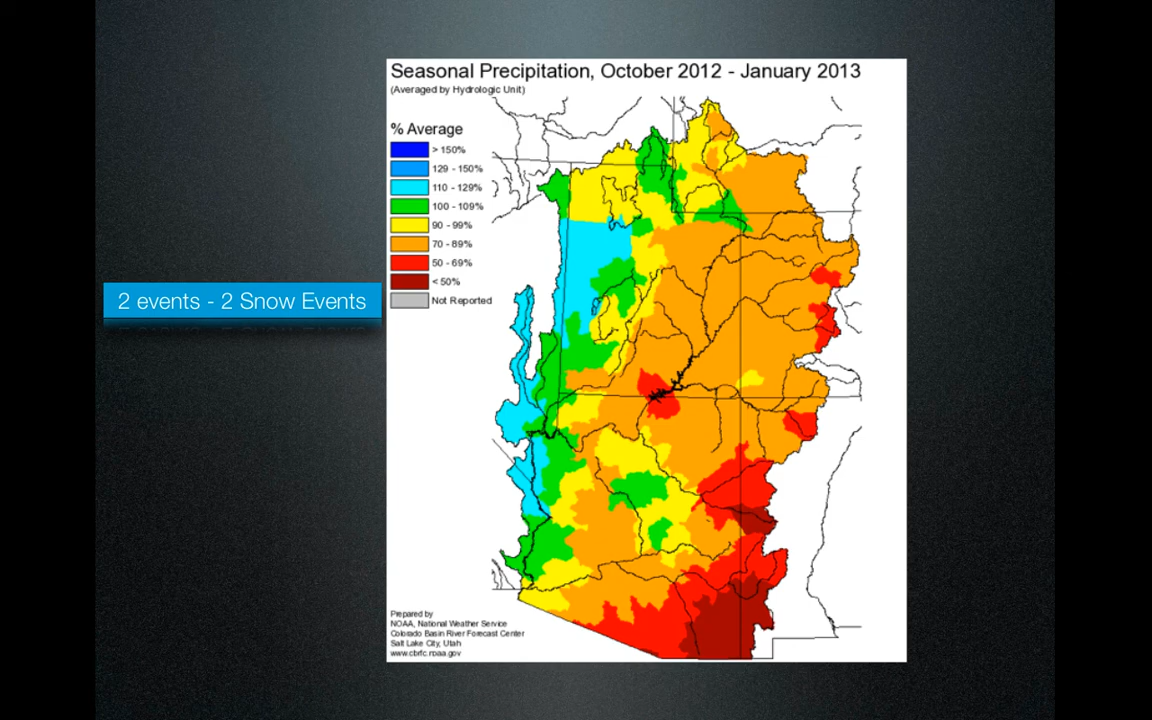 Seasonal Precipitation, October 2012 - January 2013
(Averaged by Hydrologic Unit)
% Average
> 150%
129 - 150%
110 - 129%
100 - 109%
90 - 99%
70 - 89%
50 - 69%
< 50%
Not Reported
2 events - 2 Snow Events
Prepared by
NOAA, National Weather Service
Colorado Basin River Forecast Center
Salt Lake City, Utah
www.cbrfc.noaa.gov